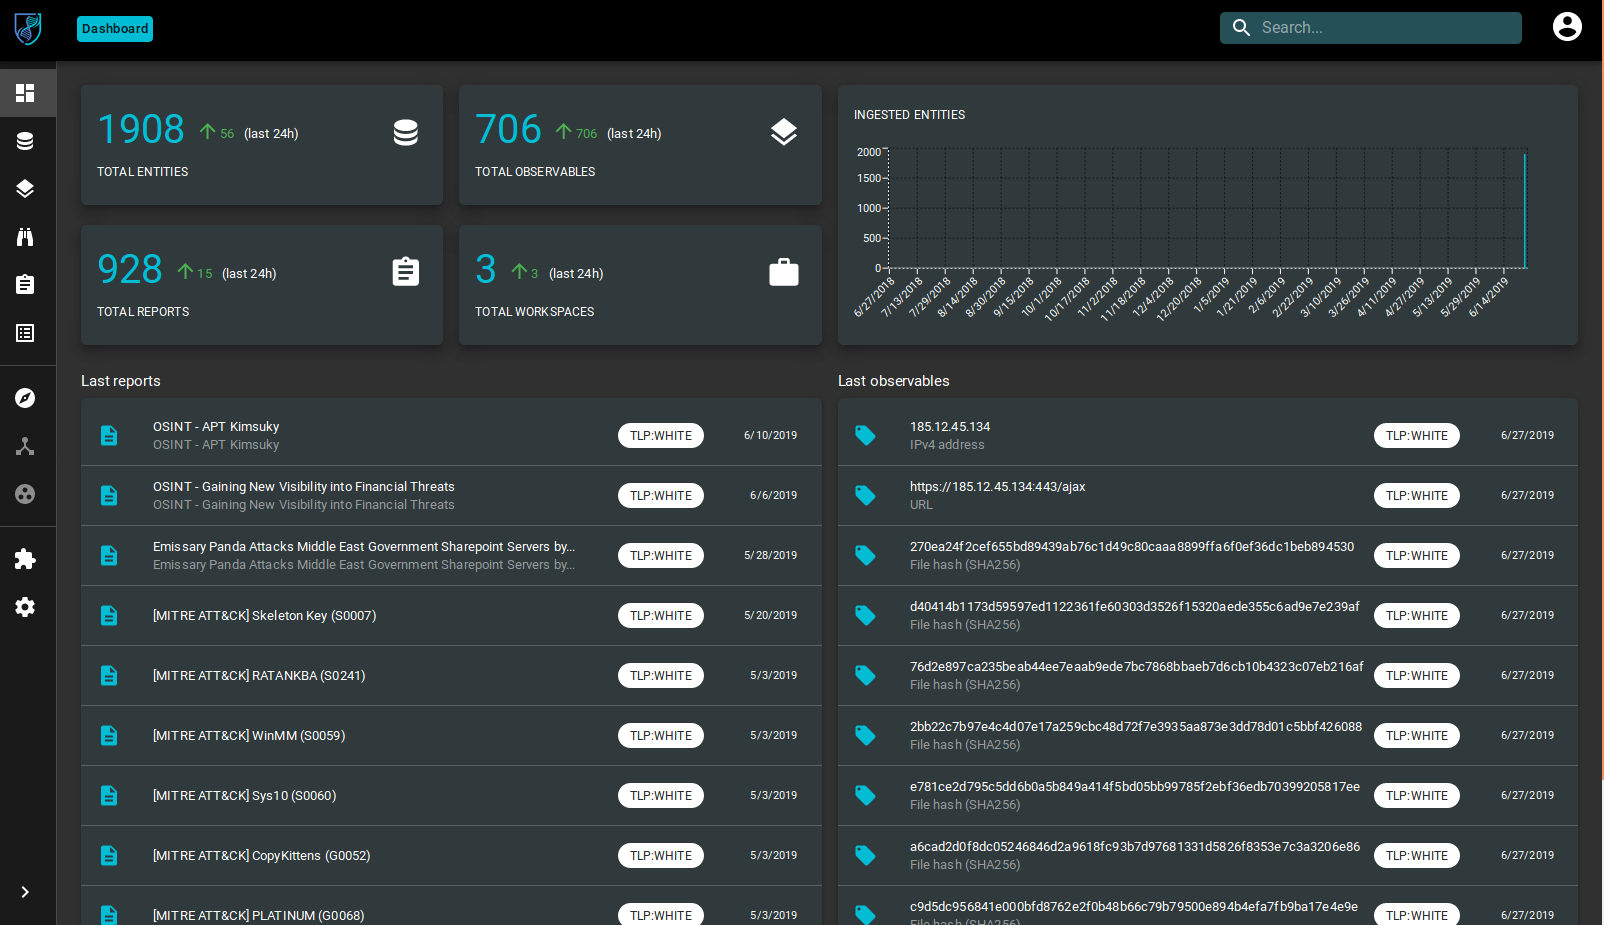 Dashboard
Search...
1908 56 (last 24h)
TOTAL ENTITIES
706 706 (last 24h)
TOTAL OBSERVABLES
928 15 (last 24h)
TOTAL REPORTS
3 3 (last 24h)
TOTAL WORKSPACES
INGESTED ENTITIES
2000
1500
1000
500
0
6/27/2018
7/13/2018
7/29/2018
8/14/2018
8/30/2018
9/15/2018
10/1/2018
10/17/2018
11/2/2018
11/18/2018
12/4/2018
12/20/2018
1/5/2019
1/21/2019
2/6/2019
2/22/2019
3/10/2019
3/26/2019
4/11/2019
4/27/2019
5/13/2019
5/29/2019
6/14/2019
Last reports
OSINT - APT Kimsuky
OSINT - APT Kimsuky
TLP:WHITE
6/10/2019
OSINT - Gaining New Visibility into Financial Threats
OSINT - Gaining New Visibility into Financial Threats
TLP:WHITE
6/6/2019
Emissary Panda Attacks Middle East Government Sharepoint Servers by...
Emissary Panda Attacks Middle East Government Sharepoint Servers by...
TLP:WHITE
5/28/2019
[MITRE ATT&CK] Skeleton Key (S0007)
TLP:WHITE
5/20/2019
[MITRE ATT&CK] RATANKBA (S0241)
TLP:WHITE
5/3/2019
[MITRE ATT&CK] WinMM (S0059)
TLP:WHITE
5/3/2019
[MITRE ATT&CK] Sys10 (S0060)
TLP:WHITE
5/3/2019
[MITRE ATT&CK] CopyKittens (G0052)
TLP:WHITE
5/3/2019
[MITRE ATT&CK] PLATINUM (G0068)
TLP:WHITE
5/3/2019
Last observables
185.12.45.134
IPv4 address
TLP:WHITE
6/27/2019
https://185.12.45.134:443/ajax
URL
TLP:WHITE
6/27/2019
270ea24f2cef655bd89439ab76c1d49c80caaa8899ffa6f0ef36dc1beb894530
File hash (SHA256)
TLP:WHITE
6/27/2019
d40414b1173d59597ed1122361fe60303d3526f15320aede355c6ad9e7e239af
File hash (SHA256)
TLP:WHITE
6/27/2019
76d2e897ca235beab44ee7eaab9ede7bc7868bbaeb7d6cb10b4323c07eb216af
File hash (SHA256)
TLP:WHITE
6/27/2019
2bb22c7b97e4c4d07e17a259cbc48d72f7e3935aa873e3dd78d01c5bbf426088
File hash (SHA256)
TLP:WHITE
6/27/2019
e781ce2d795c5dd6b0a5b849a414f5bd05bb99785f2ebf36edb70399205817ee
File hash (SHA256)
TLP:WHITE
6/27/2019
a6cad2d0f8dc05246846d2a9618fc93b7d97681331d5826f8353e7c3a3206e86
File hash (SHA256)
TLP:WHITE
6/27/2019
c9d5dc956841e000bfd8762e2f0b48b66c79b79500e894b4efa7fb9ba17e4e9e
File hash (SHA256)
TLP:WHITE
6/27/2019